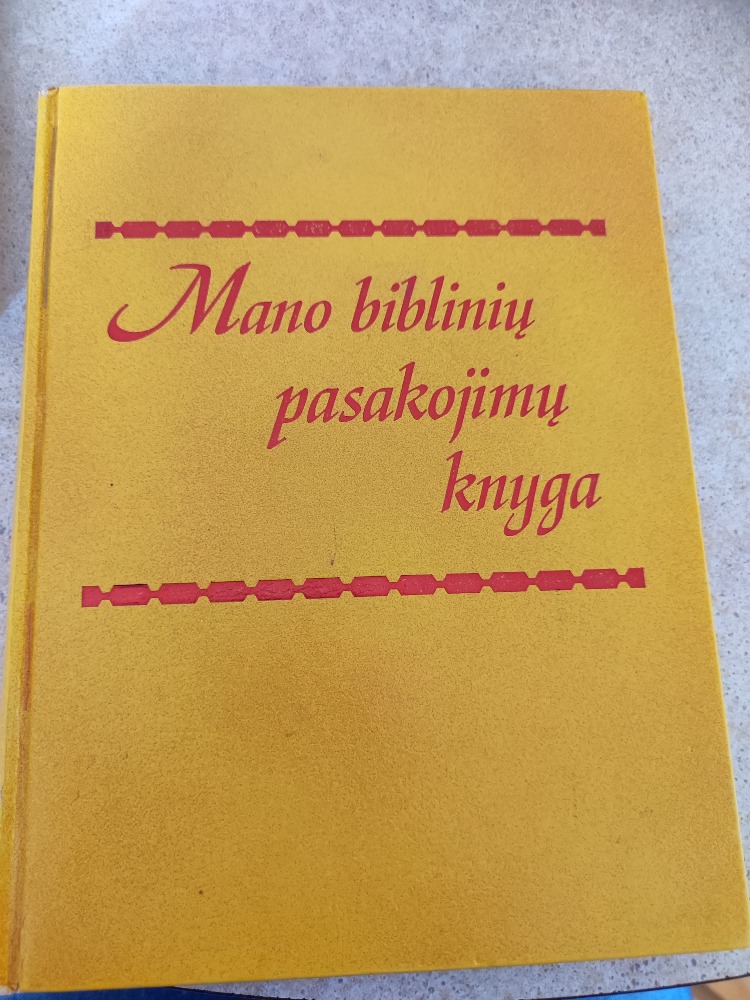 Mano biblinių
pasakojimų
knyga